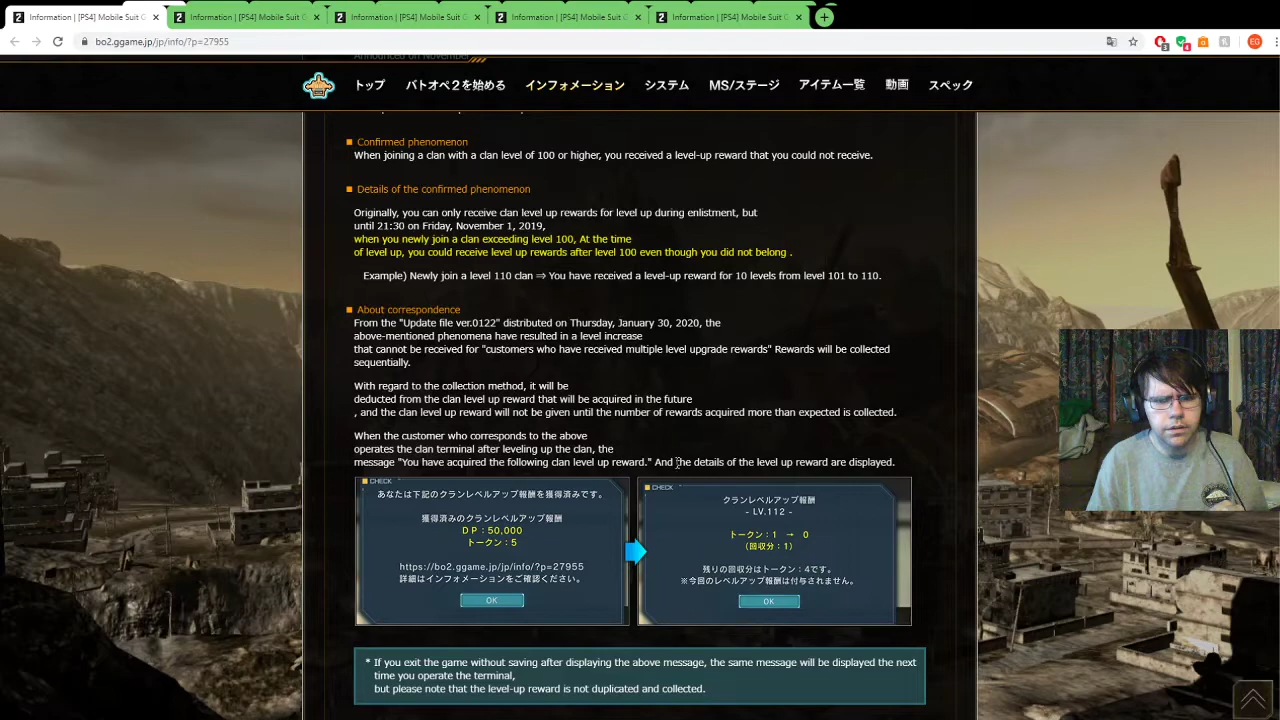 Information | [PS4] Mobile Suit G
Information | [PS4] Mobile Suit G
Information | [PS4] Mobile Suit G
Information | [PS4] Mobile Suit G
Information | [PS4] Mobile Suit G
bo2.ggame.jp/jp/info/?p=27955
Announced on November
トップ バトオペ2を始める インフォメーション システム MS/ステージ アイテム一覧 動画 スペック
Confirmed phenomenon
When joining a clan with a clan level of 100 or higher, you received a level-up reward that you could not receive.
Details of the confirmed phenomenon
Originally, you can only receive clan level up rewards for level up during enlistment, but
until 21:30 on Friday, November 1, 2019,
when you newly join a clan exceeding level 100, At the time
of level up, you could receive level up rewards after level 100 even though you did not belong .
Example) Newly join a level 110 clan ⇒ You have received a level-up reward for 10 levels from level 101 to 110.
About correspondence
From the "Update file ver.0122" distributed on Thursday, January 30, 2020, the
above-mentioned phenomena have resulted in a level increase
that cannot be received for "customers who have received multiple level upgrade rewards" Rewards will be collected
sequentially.
With regard to the collection method, it will be
deducted from the clan level up reward that will be acquired in the future
, and the clan level up reward will not be given until the number of rewards acquired more than expected is collected.
When the customer who corresponds to the above
operates the clan terminal after leveling up the clan, the
message "You have acquired the following clan level up reward." And the details of the level up reward are displayed.
CHECK
あなたは下記のクランレベルアップ報酬を獲得済みです。
獲得済みのクランレベルアップ報酬
DP:50,000
トークン:5
https://bo2.ggame.jp/jp/info/?p=27955
詳細はインフォメーションをご確認ください。
OK
CHECK
クランレベルアップ報酬
- LV.112 -
トークン:1 → 0
(回収分:1)
残りの回収分はトークン:4です。
※今回のレベルアップ報酬は付与されません。
OK
* If you exit the game without saving after displaying the above message, the same message will be displayed the next
time you operate the terminal,
but please note that the level-up reward is not duplicated and collected.